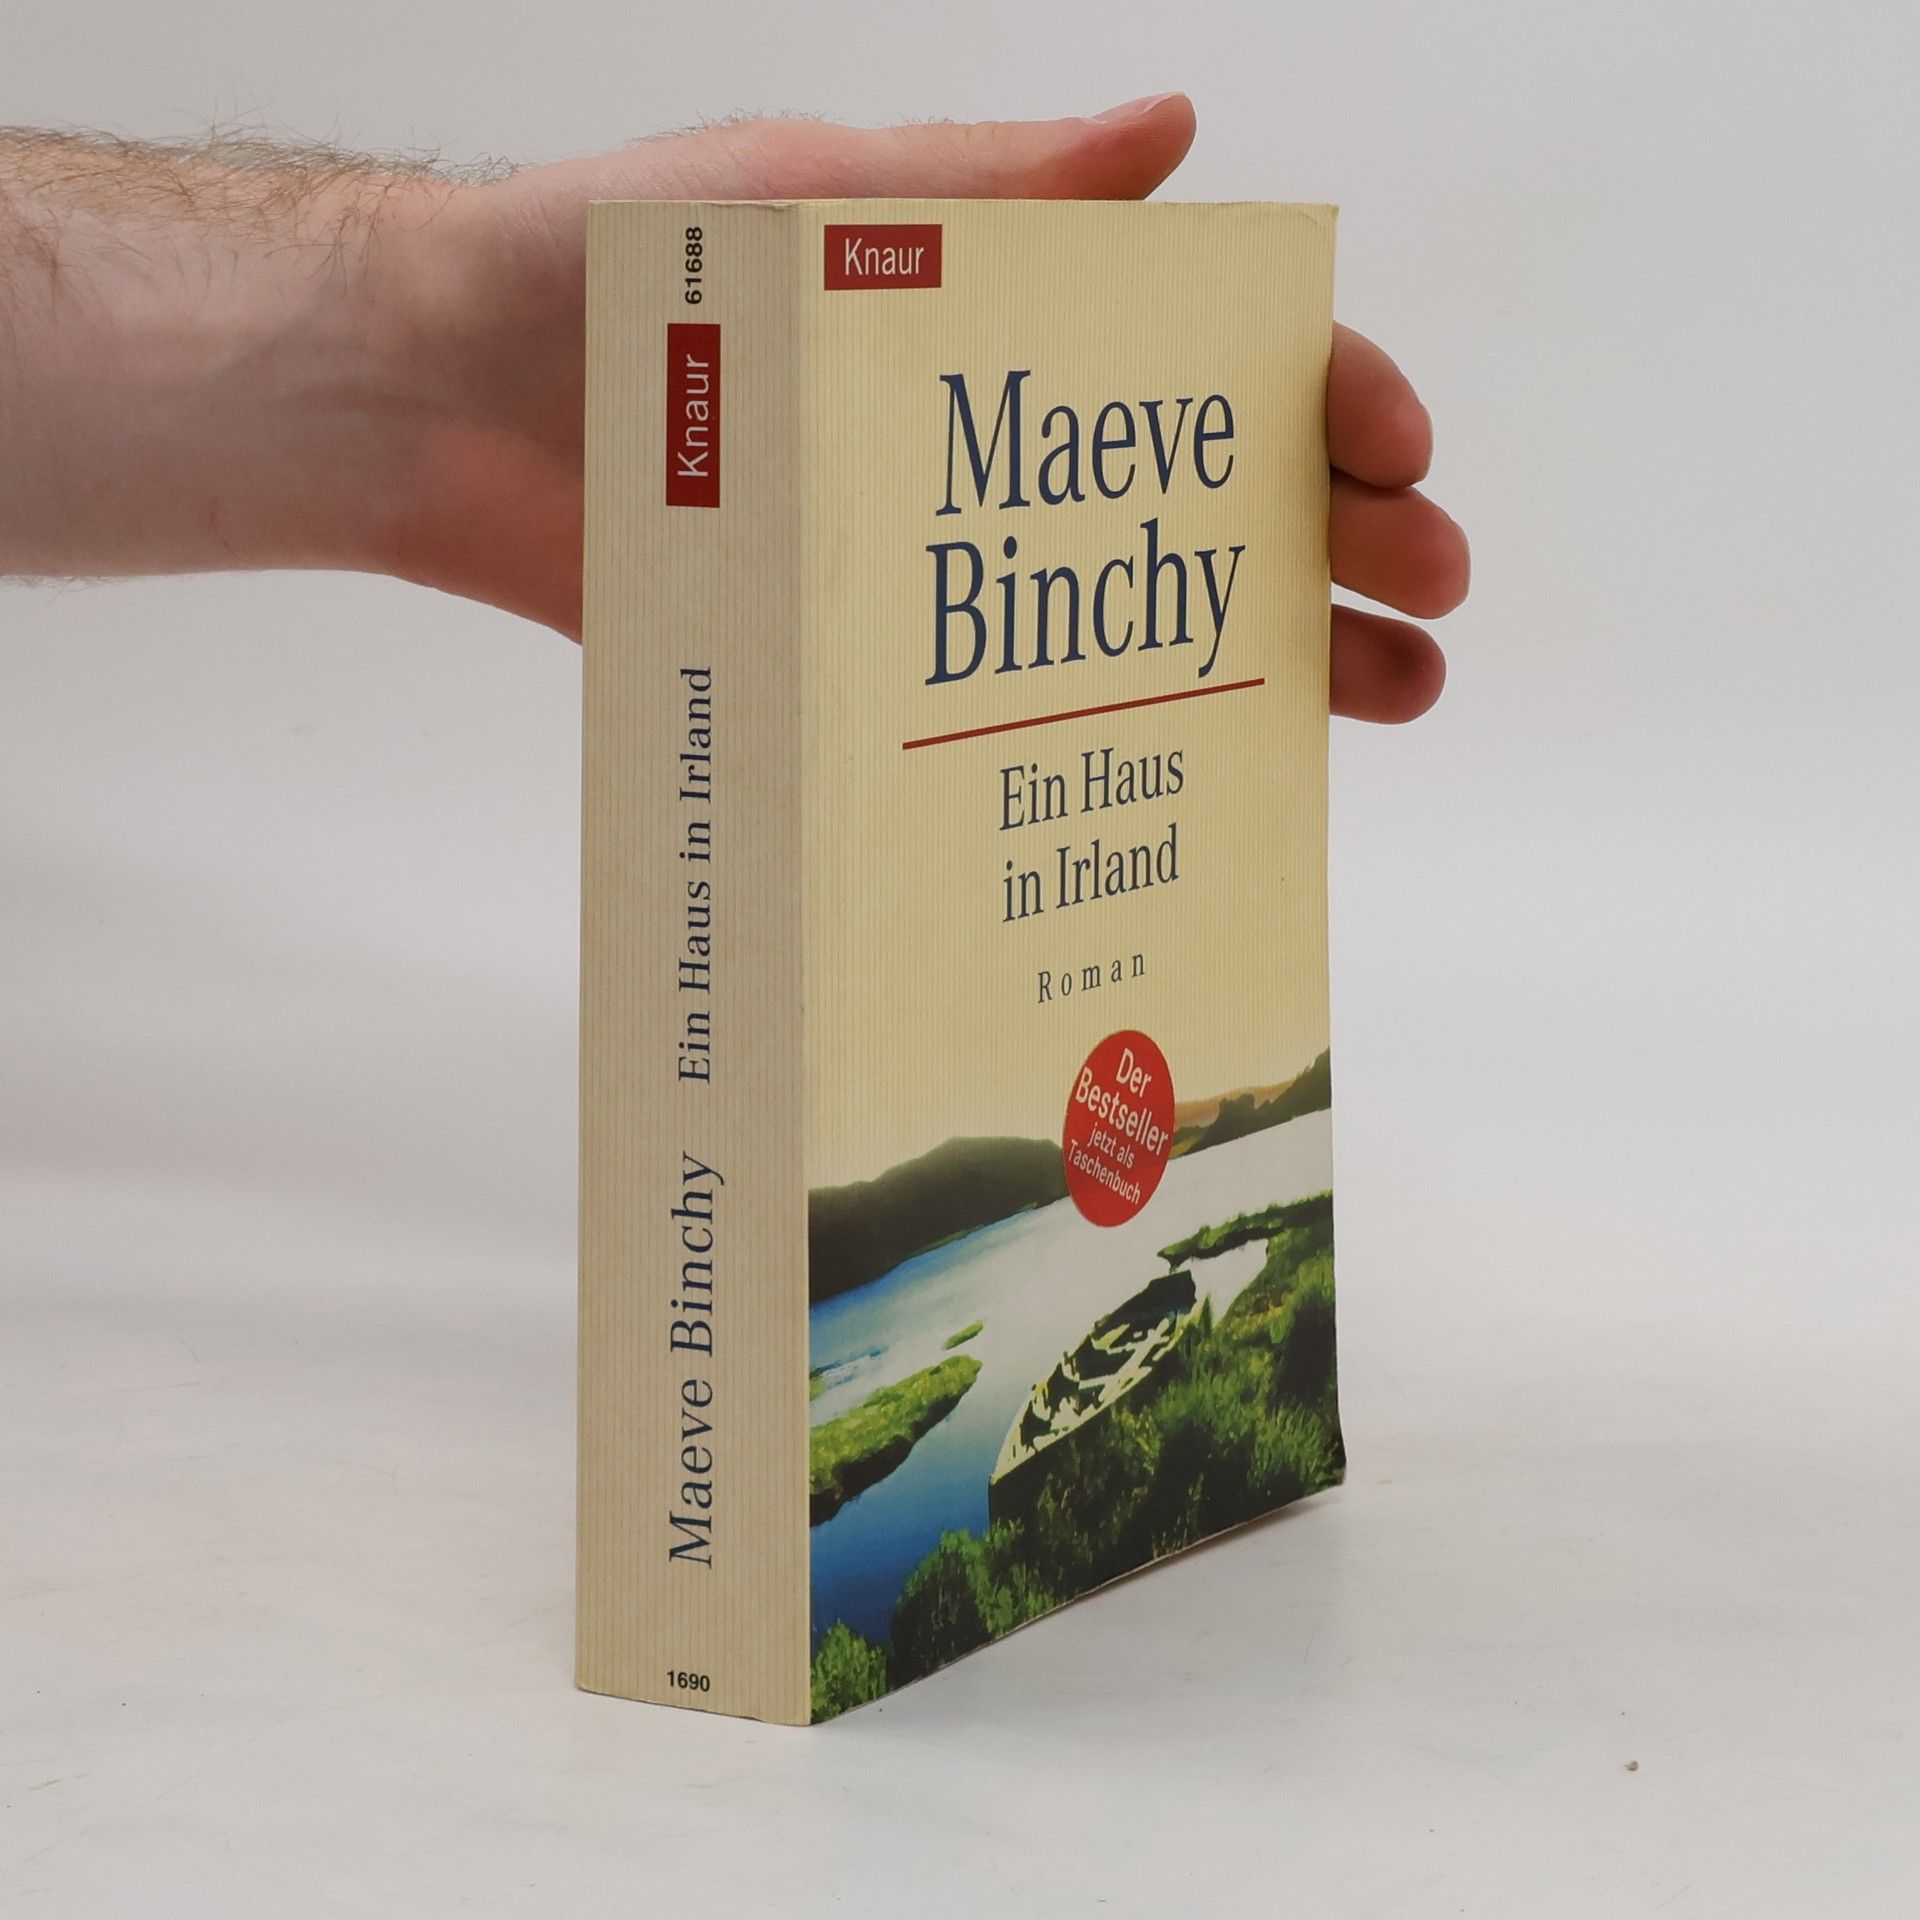 61688
Knaur
Maeve Binchy Ein Haus in Irland
1690
Knaur
Maeve
Binchy
Ein Haus
in Irland
Roman
Der
Bestseller
jetzt als
Taschenbuch